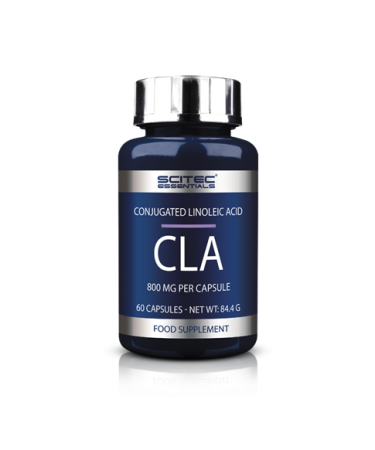 SCITEC
ESSENTIALS
CONJUGATED LINOLEIC ACID
CLA
800 MG PER CAPSULE
60 CAPSULES • NET WT: 84.4 G
FOOD SUPPLEMENT